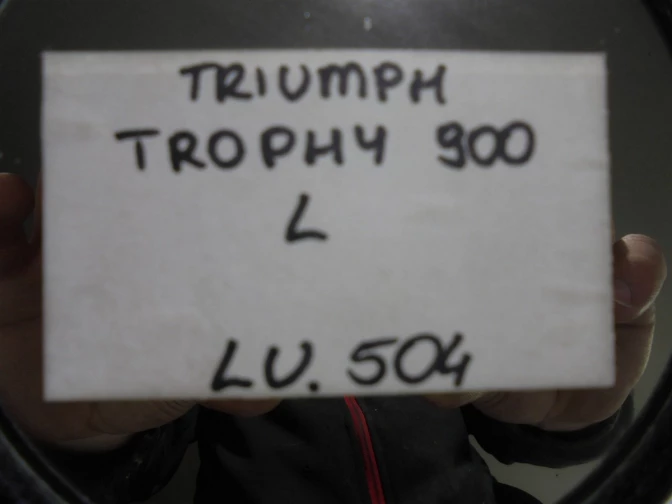 TRIUMPH
TROPHY 900
L
LU. 504